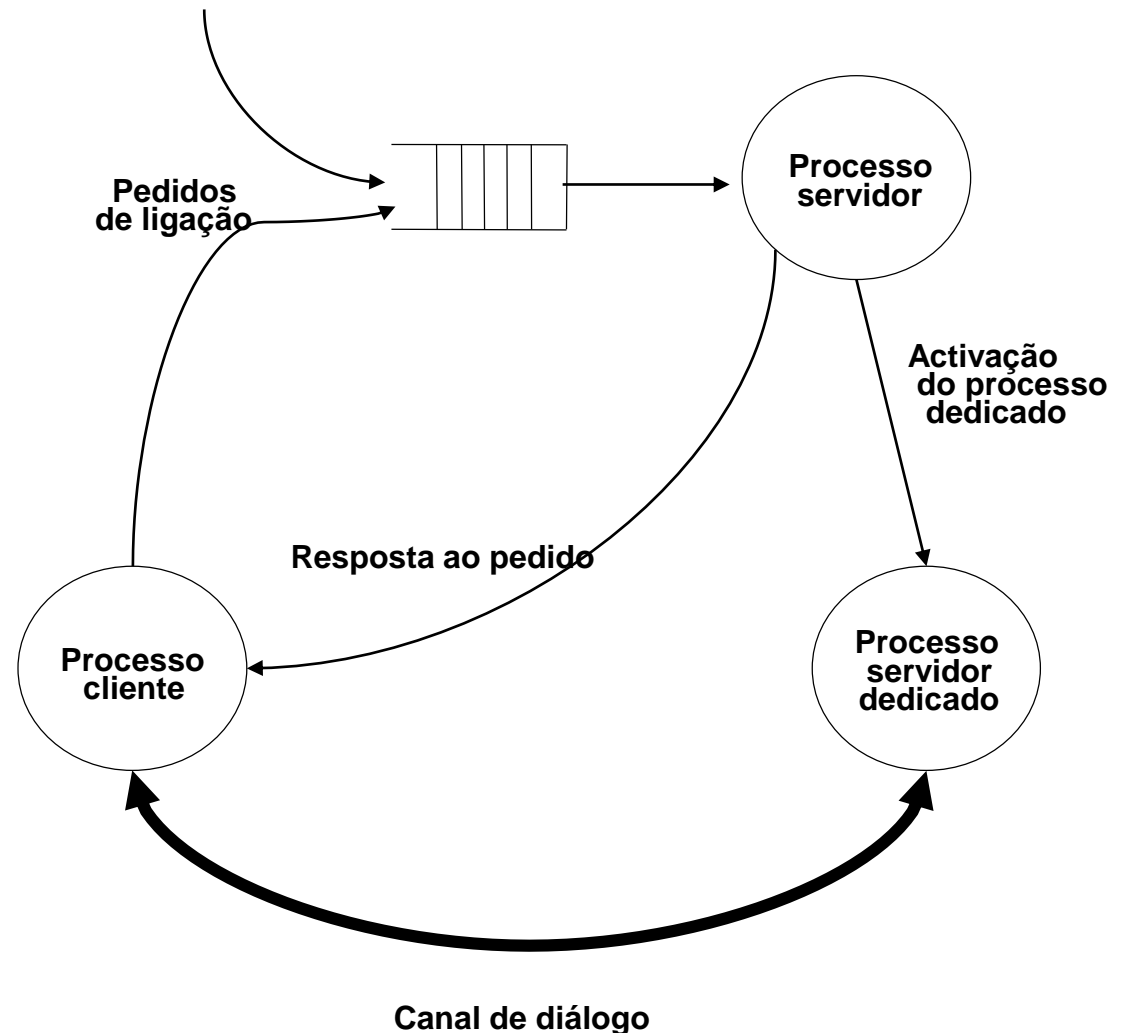 Processo
servidor
Pedidos
de ligação
Activação
do processo
dedicado
Resposta ao pedido
Processo
cliente
Processo
servidor
dedicado
Canal de diálogo